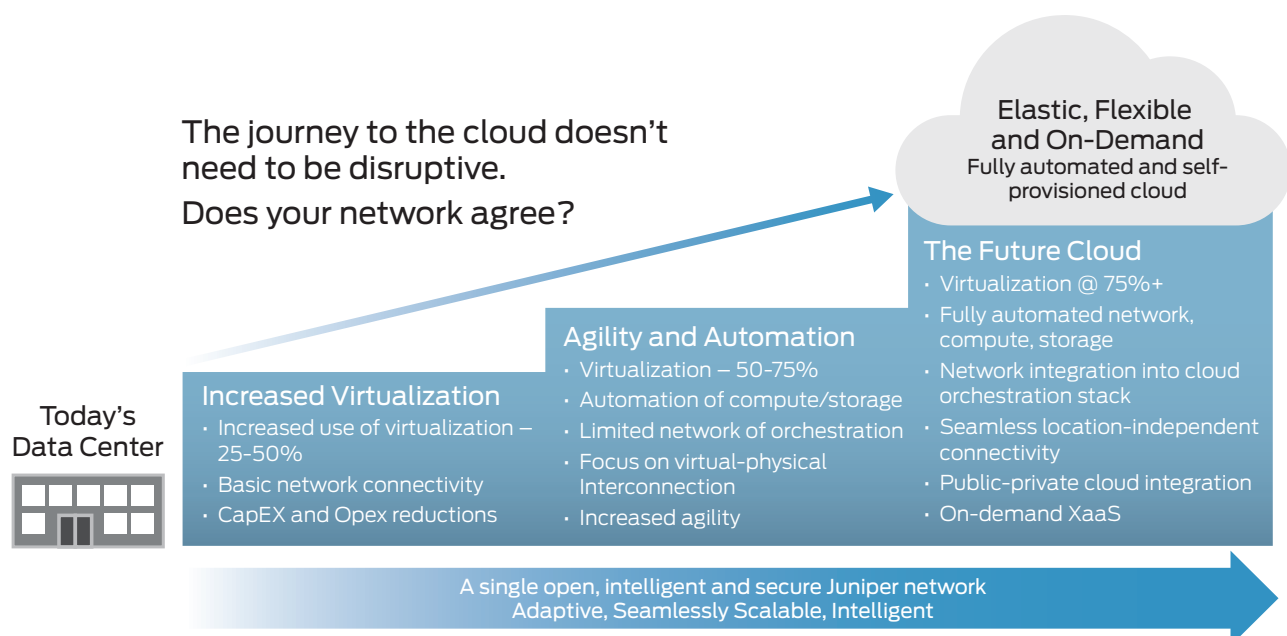 The journey to the cloud doesn't
need to be disruptive.
Does your network agree?
Elastic, Flexible
and On-Demand
Fully automated and self-
provisioned cloud
Today's
Data Center
Increased Virtualization
· Increased use of virtualization –
25-50%
· Basic network connectivity
· CapEX and Opex reductions
Agility and Automation
· Virtualization – 50-75%
· Automation of compute/storage
· Limited network of orchestration
· Focus on virtual-physical
Interconnection
· Increased agility
The Future Cloud
· Virtualization @ 75%+
· Fully automated network,
compute, storage
· Network integration into cloud
orchestration stack
· Seamless location-independent
connectivity
· Public-private cloud integration
· On-demand XaaS
A single open, intelligent and secure Juniper network
Adaptive, Seamlessly Scalable, Intelligent